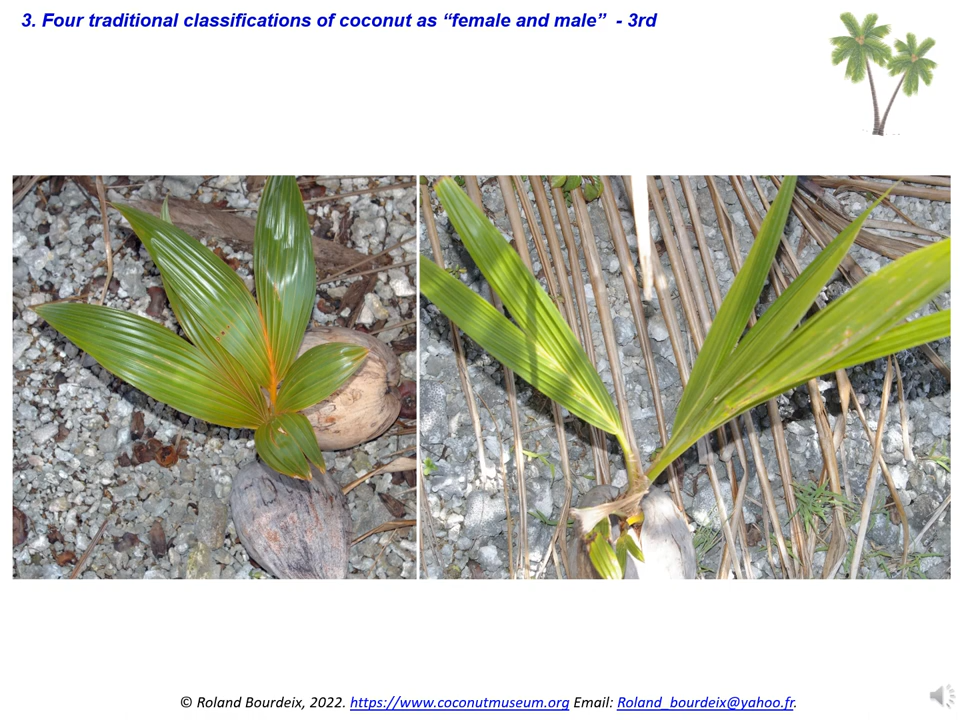 3. Four traditional classifications of coconut as “female and male”  - 3rd
© Roland Bourdeix, 2022. https://www.coconutmuseum.org Email: Roland_bourdeix@yahoo.fr.